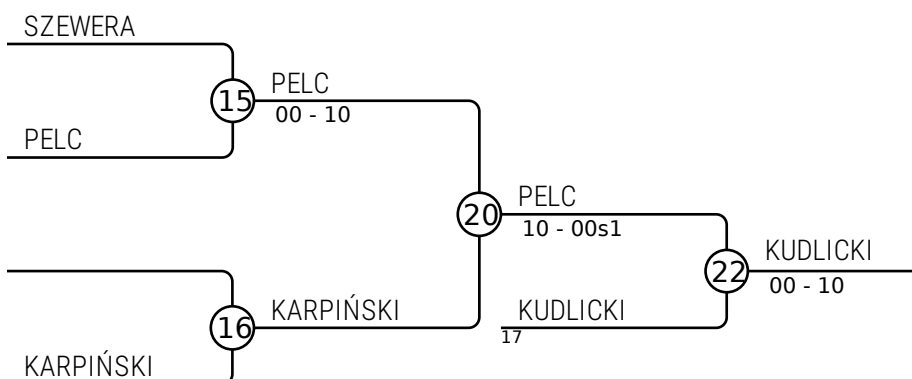 SZEWERA
15
PELC
00 - 10
PELC
20
PELC
10 - 00s1
22
KUDLICKI
00 - 10
16
KARPIŃSKI
KUDLICKI
17
KARPIŃSKI